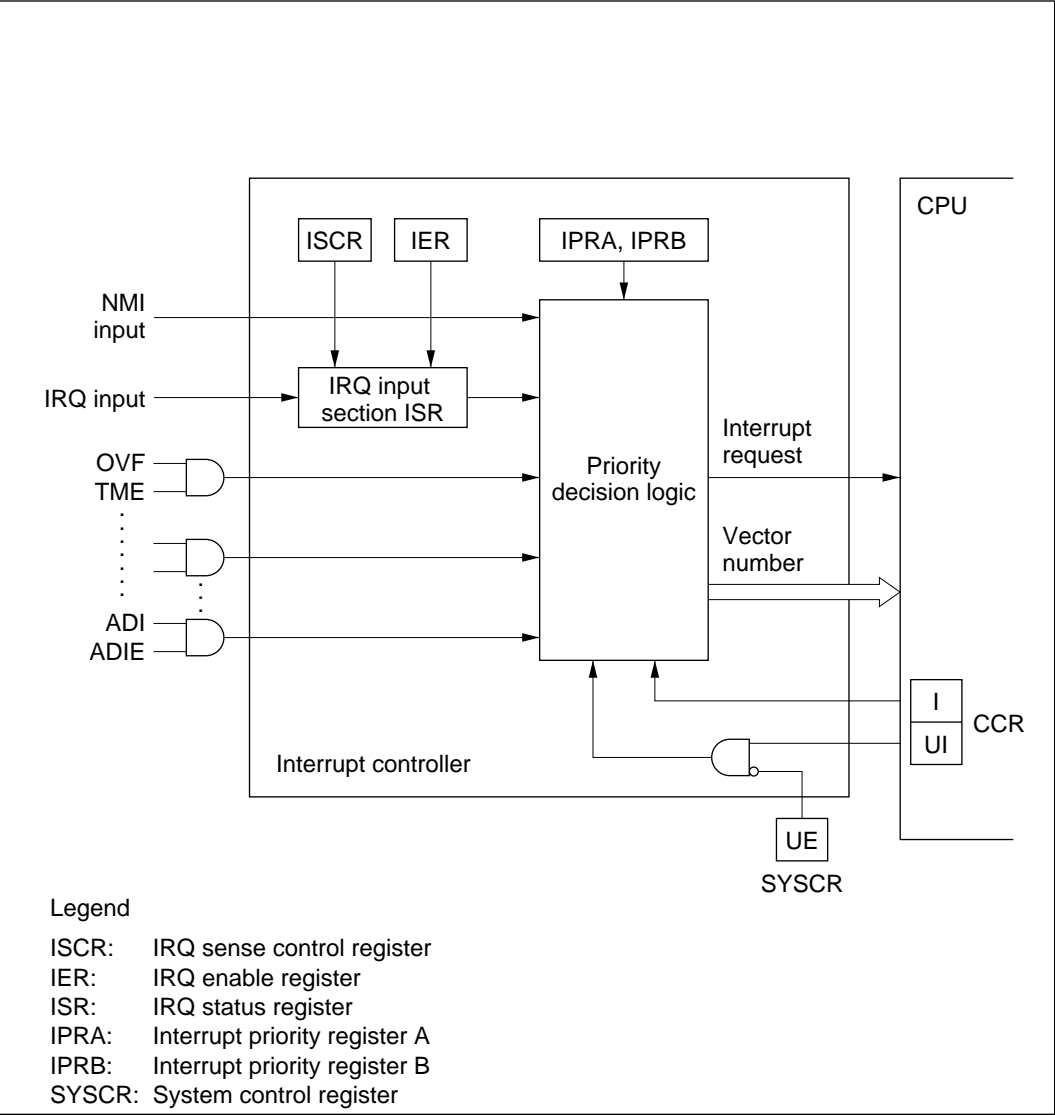 CPU
ISCR
IER
IPRA, IPRB
NMI
input
IRQ input
IRQ input
section ISR
OVF
TME
Priority
decision logic
Interrupt
request
Vector
number
ADI
ADIE
I
UI
CCR
Interrupt controller
UE
SYSCR
Legend
ISCR: IRQ sense control register
IER: IRQ enable register
ISR: IRQ status register
IPRA: Interrupt priority register A
IPRB: Interrupt priority register B
SYSCR: System control register